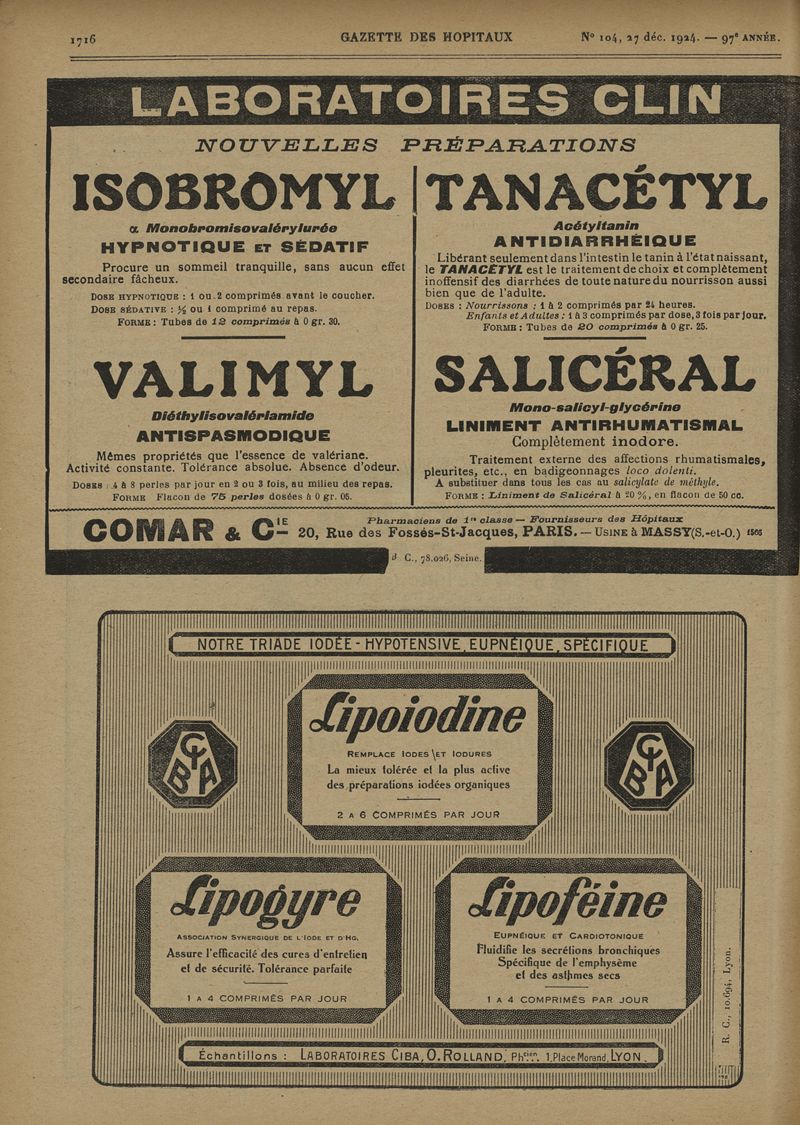 1716
GAZETTE DES HOPITAUX
Nº 104, 27 déc. 1924. — 97e ANNÉE.
LABORATOIRES CLIN
NOUVELLES PRÉPARATIONS
ISOBROMYL
α Monobromisovalérylurée
HYPNOTIQUE ET SÉDATIF
Procure un sommeil tranquille, sans aucun effet
secondaire fâcheux.
DOSE HYPNOTIQUE : 1 ou 2 comprimés avant le coucher.
DOSE SÉDATIVE : ½ ou 1 comprimé au repas.
FORME : Tubes de 12 comprimés à 0 gr. 30.
TANACÉTYL
Acétyltanin
ANTIDIARRHÉIQUE
Libérant seulement dans l'intestin le tanin à l'état naissant,
le TANACÉTYL est le traitement de choix et complètement
inoffensif des diarrhées de toute nature du nourrisson aussi
bien que de l'adulte.
DOSES : Nourrissons : 1 à 2 comprimés par 24 heures.
Enfants et Adultes : 1 à 3 comprimés par dose, 3 fois par jour.
FORME : Tubes de 20 comprimés à 0 gr. 25.
VALIMYL
Diéthylisovalériamide
ANTISPASMODIQUE
Mêmes propriétés que l'essence de valériane.
Activité constante. Tolérance absolue. Absence d'odeur.
DOSES : 4 à 8 perles par jour en 2 ou 3 fois, au milieu des repas.
FORME Flacon de 75 perles dosées à 0 gr. 05.
SALICÉRAL
Mono-salicyl-glycérine
LINIMENT ANTIRHUMATISMAL
Complètement inodore.
Traitement externe des affections rhumatismales,
pleurites, etc., en badigeonnages loco dolenti.
A substituer dans tous les cas au salicylate de méthyle.
FORME : Liniment de Salicéral à 20 %, en flacon de 50 cc.
COMAR & CIE
Pharmaciens de 1re classe — Fournisseurs des Hôpitaux
20, Rue des Fossés-St-Jacques, PARIS. — USINE à MASSY (S.-et-O.) 1505
C., 78.026, Seine.
NOTRE TRIADE IODÉE - HYPOTENSIVE, EUPNÉIQUE, SPÉCIFIQUE
Lipoiodine
REMPLACE IODES ET IODURES
La mieux tolérée et la plus active
des préparations iodées organiques
2 A 6 COMPRIMÉS PAR JOUR
CIBA
CIBA
Lipogyre
ASSOCIATION SYNERGIQUE DE L'IODE ET D'HG.
Assure l'efficacité des cures d'entretien
et de sécurité. Tolérance parfaite
1 A 4 COMPRIMÉS PAR JOUR
Lipoféine
EUPNÉIQUE ET CARDIOTONIQUE
Fluidifie les secrétions bronchiques
Spécifique de l'emphysème
et des asthmes secs
1 A 4 COMPRIMÉS PAR JOUR
R. C., 10.694, Lyon.
Échantillons : LABORATOIRES CIBA, O. ROLLAND, Phcien, 1, Place Morand, LYON.